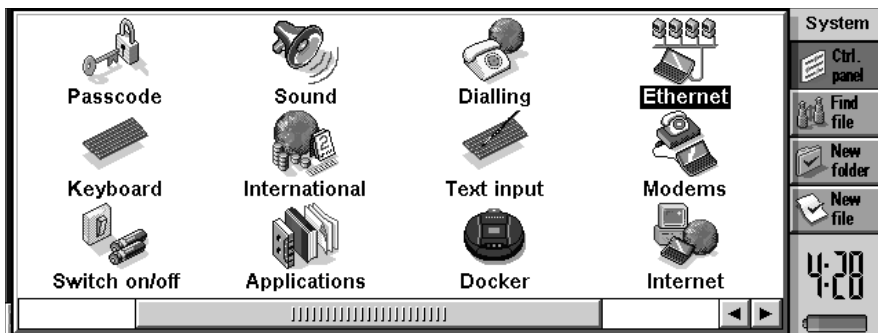 Passcode
Sound
Dialling
Ethernet
Keyboard
International
Text input
Modems
Switch on/off
Applications
Docker
Internet
System
Ctrl.
panel
Find
file
New
folder
New
file
4:28